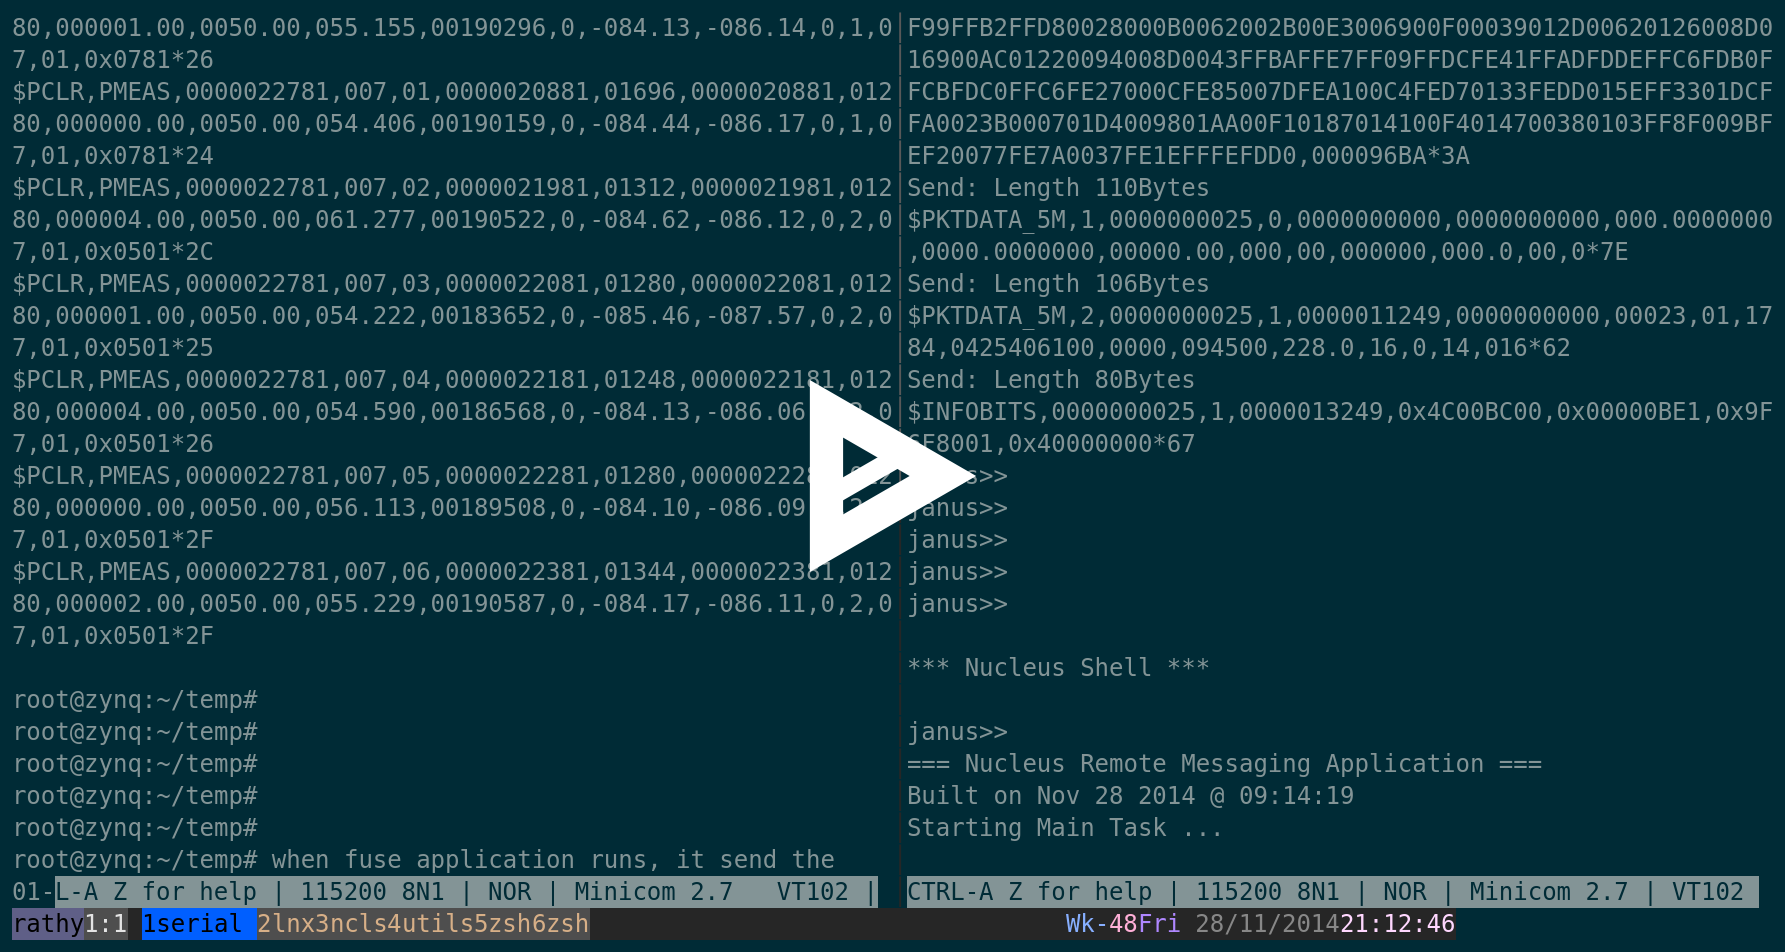 80,000001.00,0050.00,055.155,00190296,0,-084.13,-086.14,0,1,0
7,01,0x0781*26
$PCLR,PMEAS,0000022781,007,01,0000020881,01696,0000020881,012
80,000000.00,0050.00,054.406,00190159,0,-084.44,-086.17,0,1,0
7,01,0x0781*24
$PCLR,PMEAS,0000022781,007,02,0000021981,01312,0000021981,012
80,000004.00,0050.00,061.277,00190522,0,-084.62,-086.12,0,2,0
7,01,0x0501*2C
$PCLR,PMEAS,0000022781,007,03,0000022081,01280,0000022081,012
80,000001.00,0050.00,054.222,00183652,0,-085.46,-087.57,0,2,0
7,01,0x0501*25
$PCLR,PMEAS,0000022781,007,04,0000022181,01248,0000022181,012
80,000004.00,0050.00,054.590,00186568,0,-084.13,-086.06
7,01,0x0501*26
$PCLR,PMEAS,0000022781,007,05,0000022281,01280,
80,000000.00,0050.00,056.113,00189508,0,-084.10,-086.09
7,01,0x0501*2F
$PCLR,PMEAS,0000022781,007,06,0000022381,01344,0000022381,012
80,000002.00,0050.00,055.229,00190587,0,-084.17,-086.11,0,2,0
7,01,0x0501*2F
root@zynq:~/temp#
root@zynq:~/temp#
root@zynq:~/temp#
root@zynq:~/temp#
root@zynq:~/temp#
root@zynq:~/temp# when fuse application runs, it send the
01-L-A Z for help | 115200 8N1 | NOR | Minicom 2.7   VT102 |
F99FFB2FFD80028000B0062002B00E3006900F00039012D00620126008D0
16900AC01220094008D0043FFBAFFE7FF09FFDCFE41FFADFDDEFFC6FDB0F
FCBFDC0FFC6FE27000CFE85007DFEA100C4FED70133FEDD015EFF3301DCF
FA0023B000701D4009801AA00F10187014100F4014700380103FF8F009BF
EF20077FE7A0037FE1EFFFEFDD0,000096BA*3A
Send: Length 110Bytes
$PKTDATA_5M,1,0000000025,0,0000000000,0000000000,000.0000000
,0000.0000000,00000.00,000,00,000000,000.0,00,0*7E
Send: Length 106Bytes
$PKTDATA_5M,2,0000000025,1,0000011249,0000000000,00023,01,17
84,0425406100,0000,094500,228.0,16,0,14,016*62
Send: Length 80Bytes
$INFOBITS,0000000025,1,0000013249,0x4C00BC00,0x00000BE1,0x9F
8001,0x40000000*67
s>>
janus>>
janus>>
janus>>
janus>>
*** Nucleus Shell ***
janus>>
=== Nucleus Remote Messaging Application ===
Built on Nov 28 2014 @ 09:14:19
Starting Main Task ...
CTRL-A Z for help | 115200 8N1 | NOR | Minicom 2.7 | VT102
rathy1:1 1serial 2lnx3ncls4utils5zsh6zsh Wk-48Fri 28/11/201421:12:46